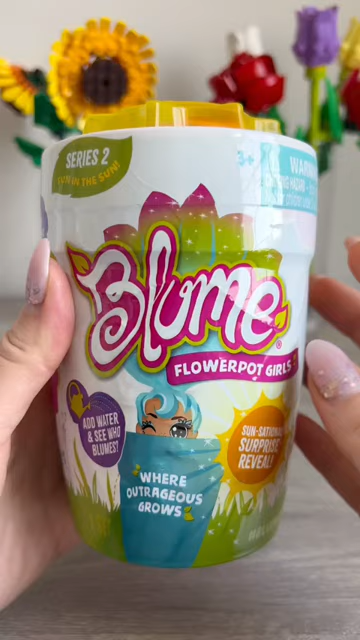 SERIES 2
FUN IN THE SUN!
3+
Blume
FLOWERPOT GIRLS
ADD WATER
& SEE WHO
BLUMES?
SUN-SATIONAL
SURPRISE
REVEAL!
WHERE
OUTRAGEOUS
GROWS